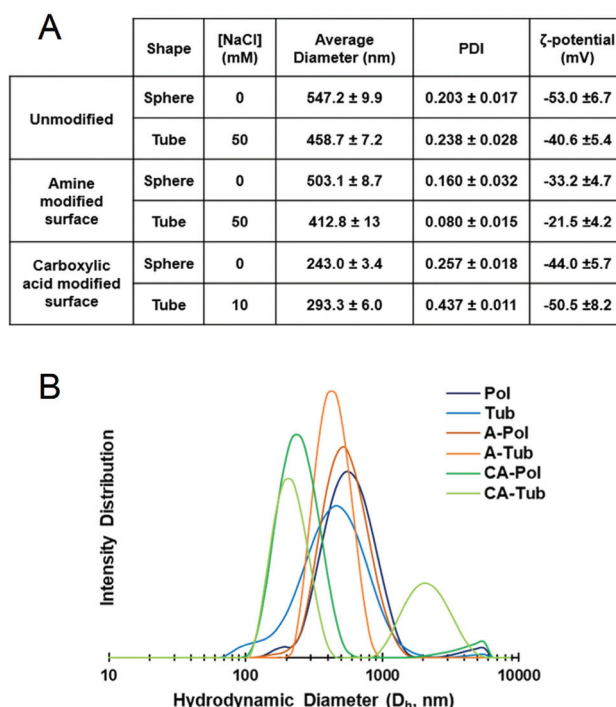 A
Shape [NaCl] (mM) Average Diameter (nm) PDI ζ-potential (mV)
Unmodified Sphere 0 547.2 ± 9.9 0.203 ± 0.017 -53.0 ±6.7
Tube 50 458.7 ± 7.2 0.238 ± 0.028 -40.6 ±5.4
Amine modified surface Sphere 0 503.1 ± 8.7 0.160 ± 0.032 -33.2 ±4.7
Tube 50 412.8 ± 13 0.080 ± 0.015 -21.5 ±4.2
Carboxylic acid modified surface Sphere 0 243.0 ± 3.4 0.257 ± 0.018 -44.0 ±5.7
Tube 10 293.3 ± 6.0 0.437 ± 0.011 -50.5 ±8.2
B
Intensity Distribution
Pol
Tub
A-Pol
A-Tub
CA-Pol
CA-Tub
10 100 1000 10000
Hydrodynamic Diameter (Dh, nm)